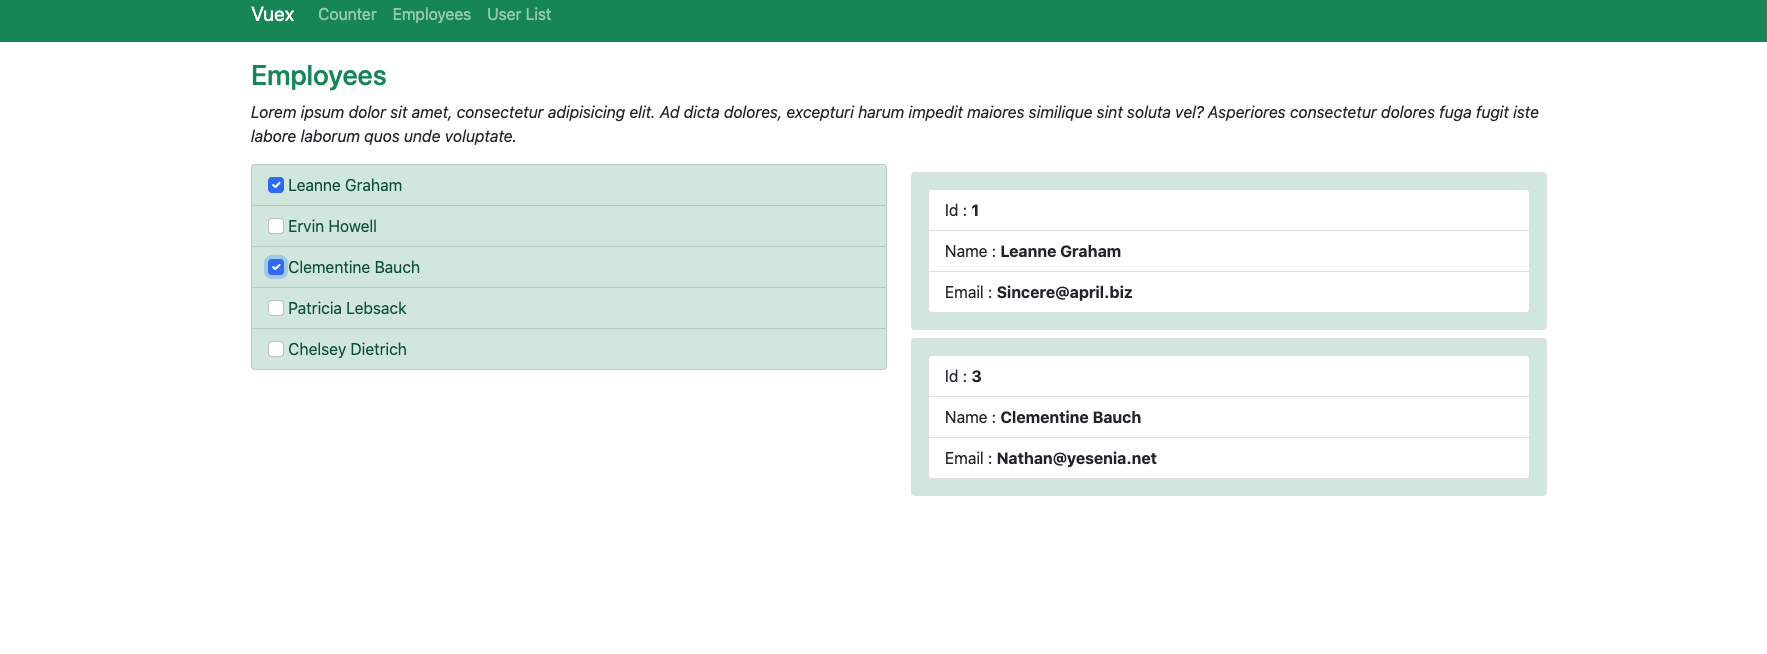 Vuex Counter Employees User List
Employees
Lorem ipsum dolor sit amet, consectetur adipisicing elit. Ad dicta dolores, excepturi harum impedit maiores similique sint soluta vel? Asperiores consectetur dolores fuga fugit iste
labore laborum quos unde voluptate.
Leanne Graham
Ervin Howell
Clementine Bauch
Patricia Lebsack
Chelsey Dietrich
Id : 1
Name : Leanne Graham
Email : Sincere@april.biz
Id : 3
Name : Clementine Bauch
Email : Nathan@yesenia.net